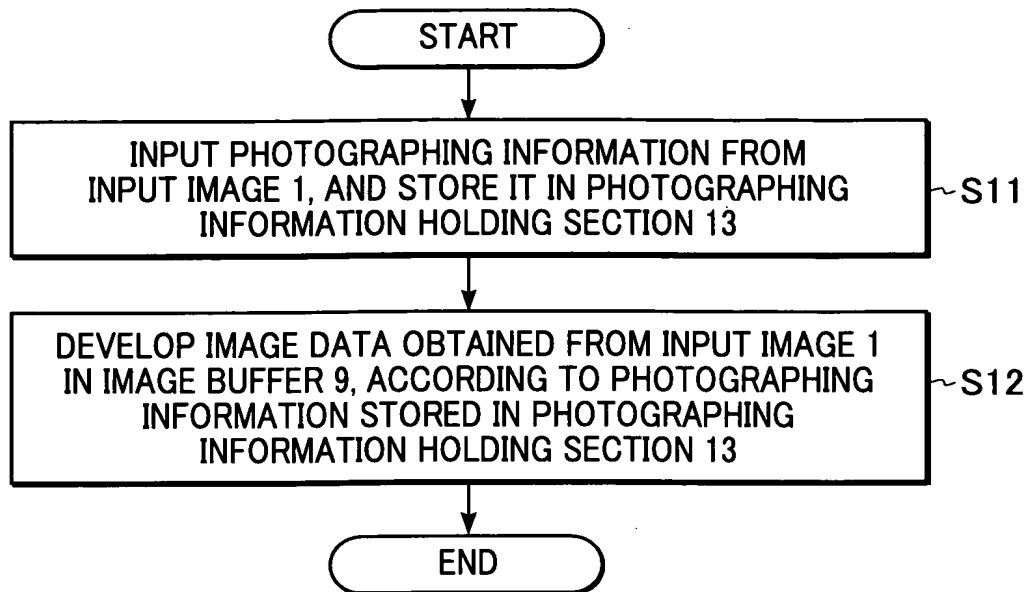 START
INPUT PHOTOGRAPHING INFORMATION FROM
INPUT IMAGE 1, AND STORE IT IN PHOTOGRAPHING
INFORMATION HOLDING SECTION 13
S11
DEVELOP IMAGE DATA OBTAINED FROM INPUT IMAGE 1
IN IMAGE BUFFER 9, ACCORDING TO PHOTOGRAPHING
INFORMATION STORED IN PHOTOGRAPHING
INFORMATION HOLDING SECTION 13
S12
END